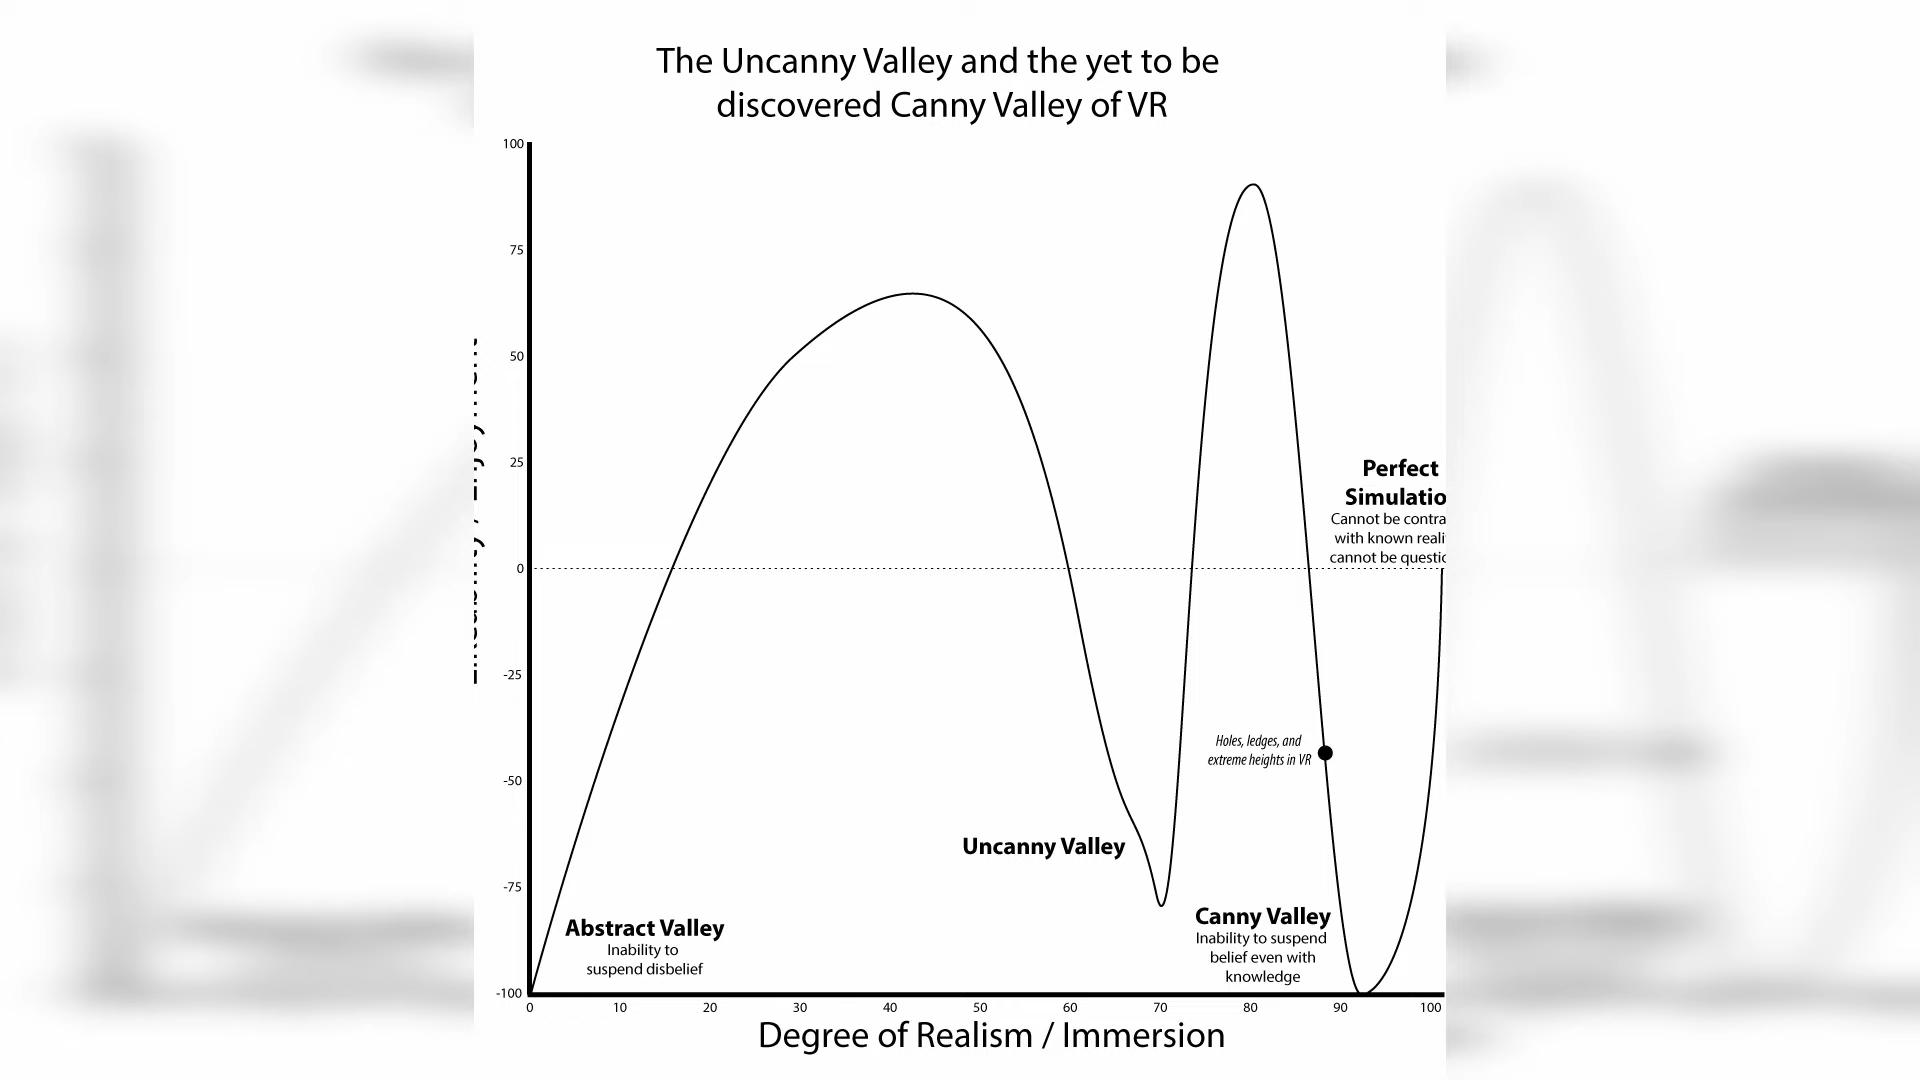 The Uncanny Valley and the yet to be
discovered Canny Valley of VR
100
75
50
25
0
-25
-50
-75
-100
Perfect
Simulatio
Cannot be contra
with known reali
cannot be questio
Holes, ledges, and
extreme heights in VR
Uncanny Valley
Abstract Valley
Inability to
suspend disbelief
Canny Valley
Inability to suspend
belief even with
knowledge
0 10 20 30 40 50 60 70 80 90 100
Degree of Realism / Immersion